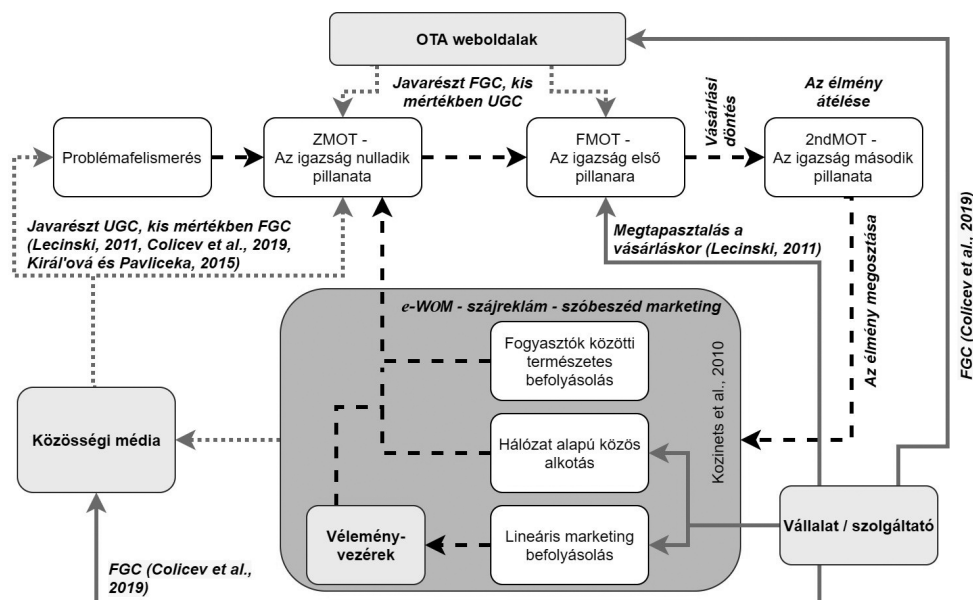 OTA weboldalak
Javarészt FGC, kis
mértékben UGC
Vásárlási
döntés
Az élmény
átélése
Problémafelismerés
ZMOT -
Az igazság nulladik
pillanata
FMOT -
Az igazság első
pillanara
2ndMOT -
Az igazság második
pillanata
Javarészt UGC, kis mértékben FGC
(Lecinski, 2011, Colicev et al., 2019,
Király'ová és Pavliceka, 2015)
Megtapasztalás a
vásárláskor (Lecinski, 2011)
Az élmény megosztása
FGC (Colicev et al., 2019)
e-WOM - szájreklám - szóbeszéd marketing
Kozinets et al., 2010
Fogyasztók közötti
természetes
befolyásolás
Közösségi média
Hálózat alapú közös
alkotás
Vélemény-
vezérek
Lineáris marketing
befolyásolás
Vállalat / szolgáltató
FGC (Colicev et al.,
2019)